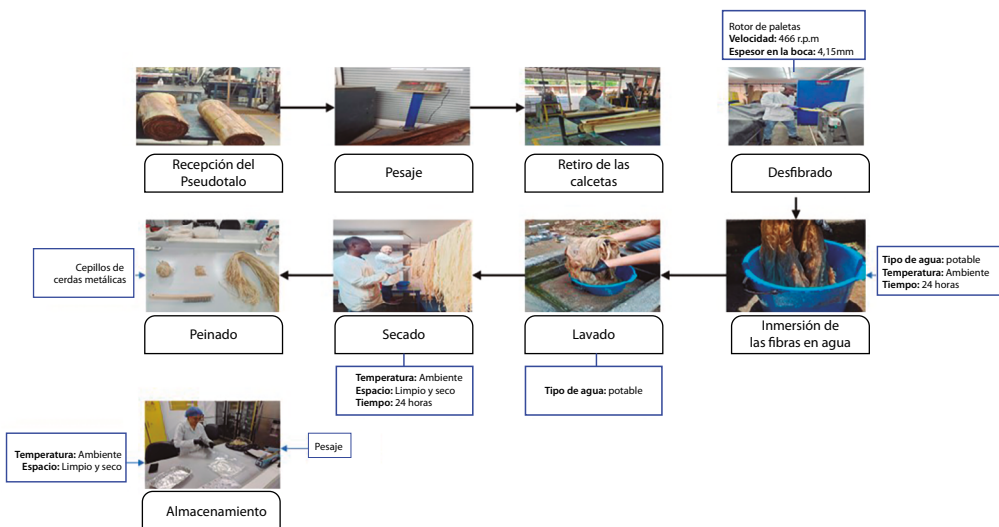 Rotor de paletas
Velocidad: 466 r.p.m
Espesor en la boca: 4,15mm
Recepción del
Pseudotalo
Pesaje
Retiro de las
calcetas
Desfibrado
Cepillos de
cerdas metálicas
Tipo de agua: potable
Temperatura: Ambiente
Tiempo: 24 horas
Peinado
Secado
Lavado
Inmersión de
las fibras en agua
Temperatura: Ambiente
Espacio: Limpio y seco
Tiempo: 24 horas
Tipo de agua: potable
Temperatura: Ambiente
Espacio: Limpio y seco
Pesaje
Almacenamiento